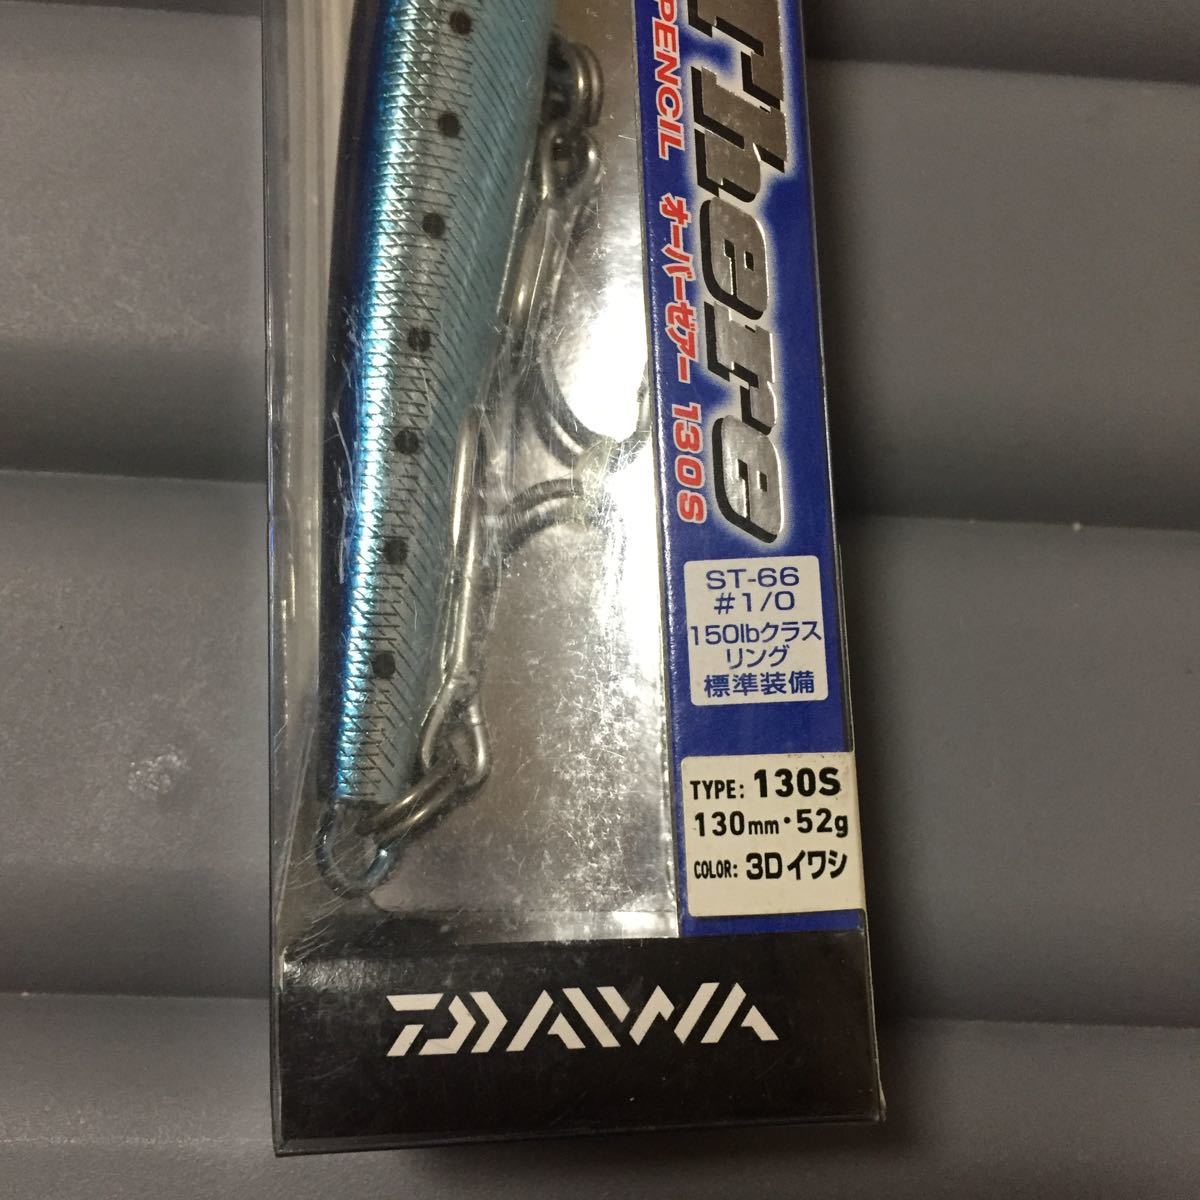 There
PENCIL オーバーゼアー 130S
ST-66
#1/0
150lbクラス
リング
標準装備
TYPE: 130S
130mm・52g
COLOR: 3Dイワシ
DAIWA